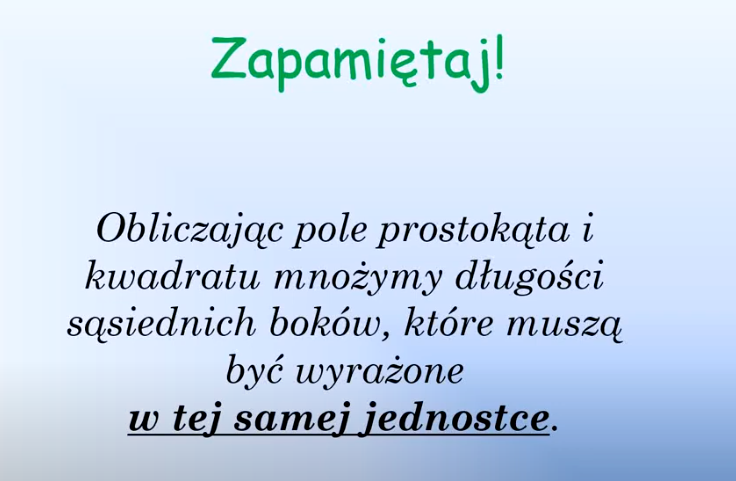 Zapamiętaj!
Obliczając pole prostokąta i
kwadratu mnożymy długości
sąsiednich boków, które muszą
być wyrażone
w tej samej jednostce.